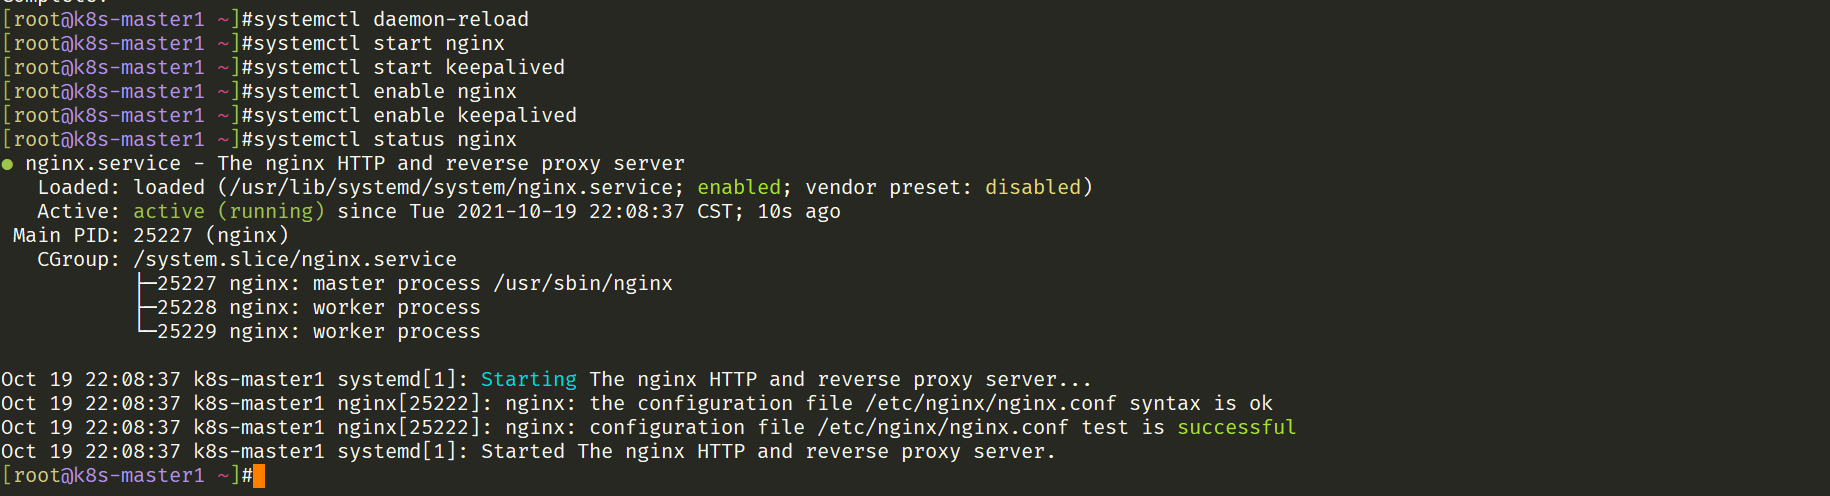 [root@k8s-master1 ~]#systemctl daemon-reload
[root@k8s-master1 ~]#systemctl start nginx
[root@k8s-master1 ~]#systemctl start keepalived
[root@k8s-master1 ~]#systemctl enable nginx
[root@k8s-master1 ~]#systemctl enable keepalived
[root@k8s-master1 ~]#systemctl status nginx
● nginx.service - The nginx HTTP and reverse proxy server
   Loaded: loaded (/usr/lib/systemd/system/nginx.service; enabled; vendor preset: disabled)
   Active: active (running) since Tue 2021-10-19 22:08:37 CST; 10s ago
 Main PID: 25227 (nginx)
   CGroup: /system.slice/nginx.service
           ├─25227 nginx: master process /usr/sbin/nginx
           ├─25228 nginx: worker process
           └─25229 nginx: worker process
Oct 19 22:08:37 k8s-master1 systemd[1]: Starting The nginx HTTP and reverse proxy server...
Oct 19 22:08:37 k8s-master1 nginx[25222]: nginx: the configuration file /etc/nginx/nginx.conf syntax is ok
Oct 19 22:08:37 k8s-master1 nginx[25222]: nginx: configuration file /etc/nginx/nginx.conf test is successful
Oct 19 22:08:37 k8s-master1 systemd[1]: Started The nginx HTTP and reverse proxy server.
[root@k8s-master1 ~]#